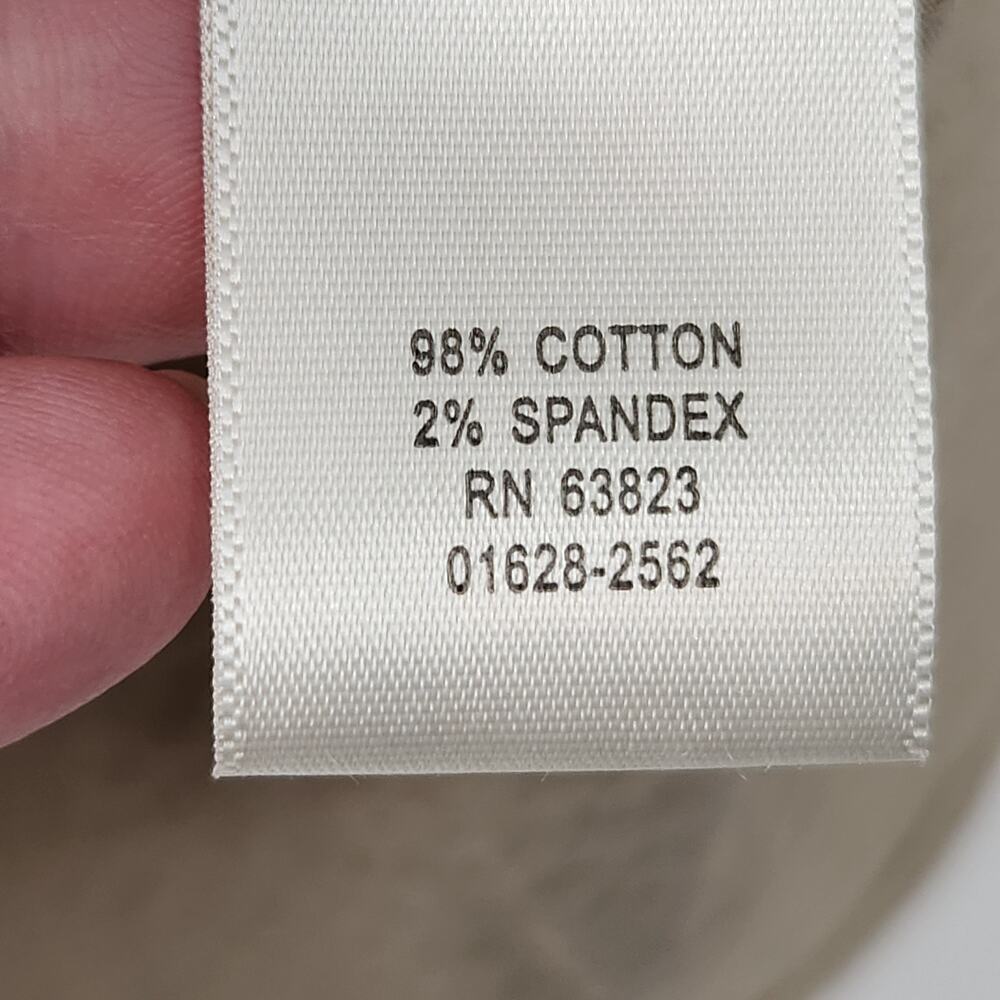 98% COTTON
2% SPANDEX
RN 63823
01628-2562